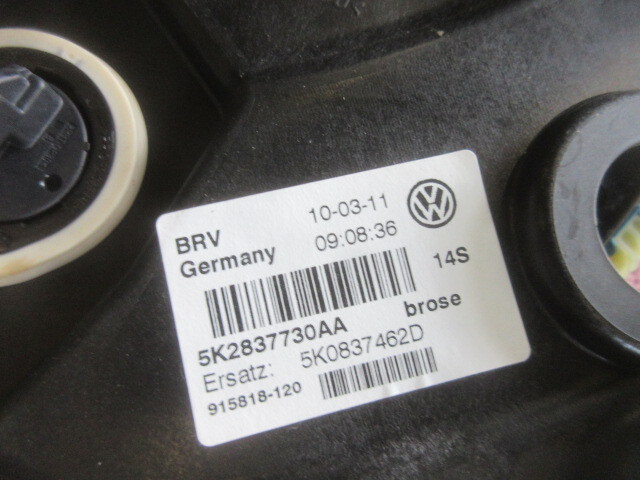 BRV 10-03-11
Germany 09:08:36
14S
brose
5K2837730AA
Ersatz: 5K0837462D
915818-120